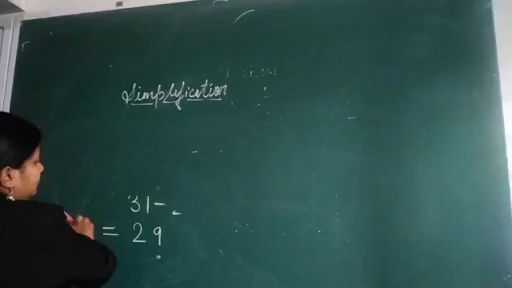 Simplification
31-
= 29